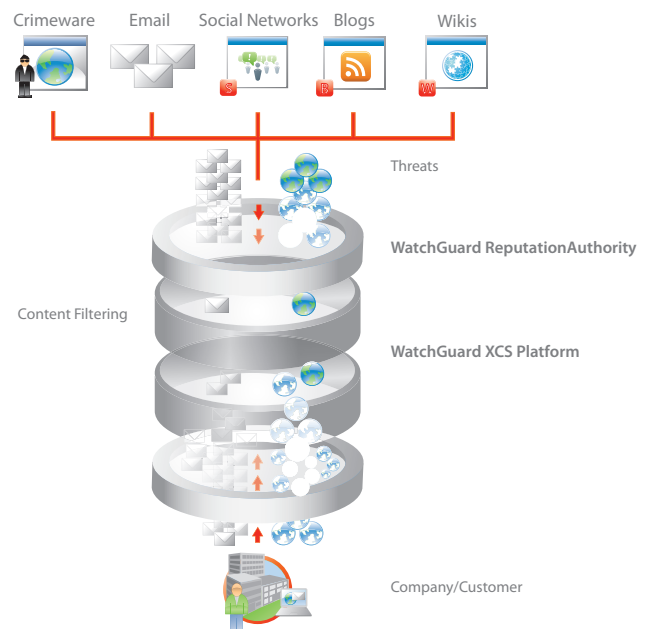 Crimeware
Email
Social Networks
Blogs
Wikis
S
B
W
Threats
WatchGuard ReputationAuthority
Content Filtering
WatchGuard XCS Platform
Company/Customer